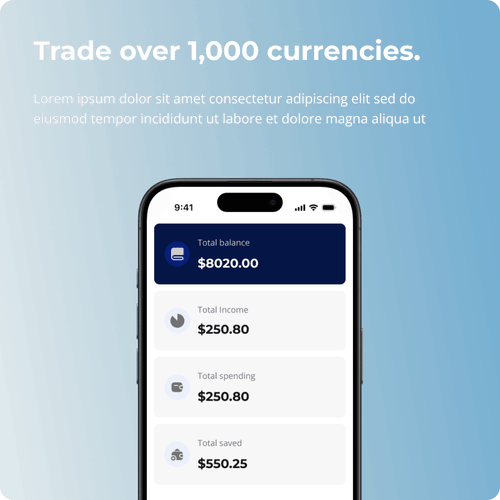 Trade over 1,000 currencies.
Lorem ipsum dolor sit amet consectetur adipiscing elit sed do
eiusmod tempor incididunt ut labore et dolore magna aliqua ut
9:41
Total balance
$8020.00
Total Income
$250.80
Total spending
$250.80
Total saved
$550.25